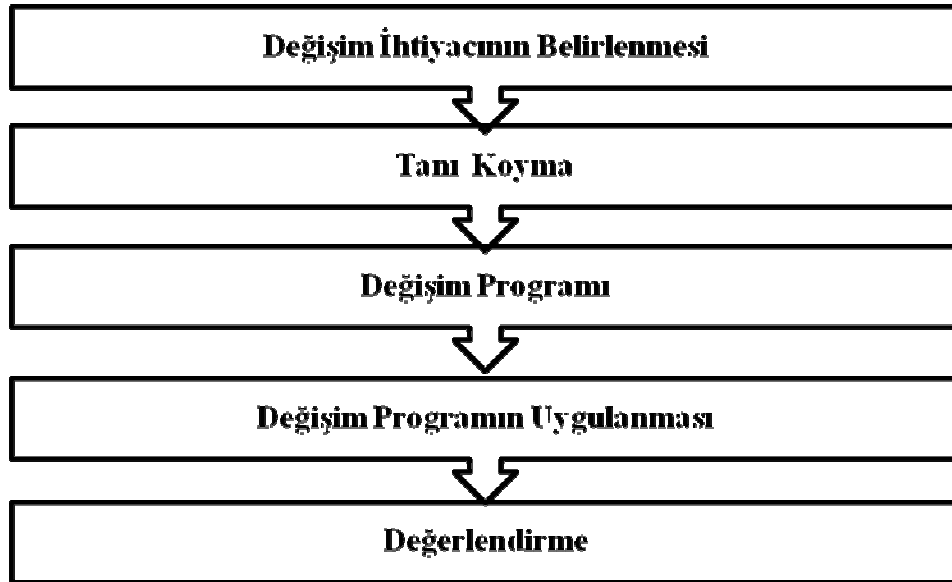 Değişim İhtiyacının Belirlenmesi
Tanı Koyma
Değişim Programı
Değişim Programın Uygulanması
Değerlendirme